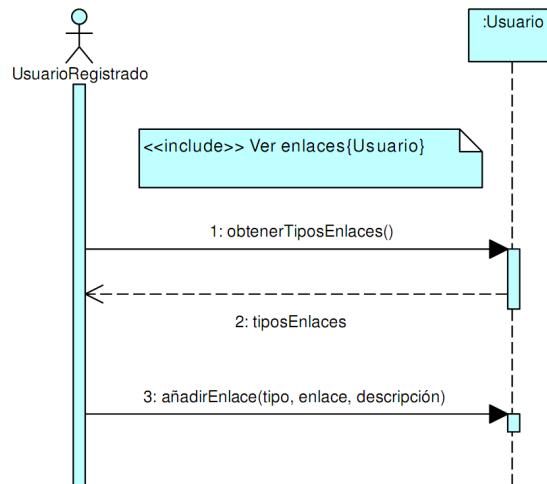 :Usuario
UsuarioRegistrado
<<include>> Ver enlaces{Usuario}
1: obtenerTiposEnlaces()
2: tiposEnlaces
3: añadirEnlace(tipo, enlace, descripción)